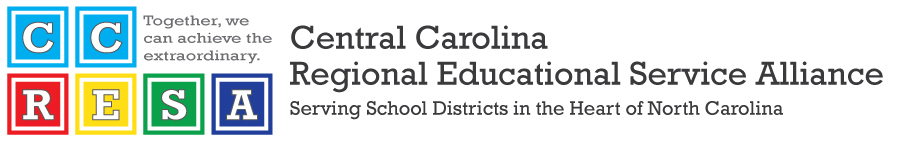 C C
Together, we
can achieve the
extraordinary.
R E S A
Central Carolina
Regional Educational Service Alliance
Serving School Districts in the Heart of North Carolina